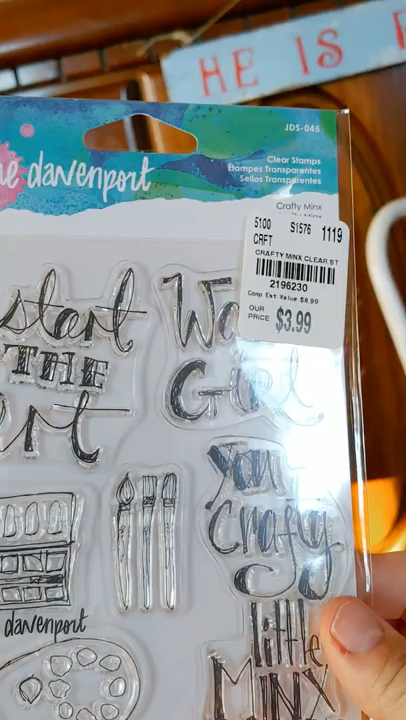 HE IS
JDS-045
davenport
Clear Stamps
Étampes Transparentes
Sellos Transparentes
Crafty Minx
5100 S1576 1119
CRFT
CRAFTY MINX CLEAR ST
2196230
Comp Est Value $8.99
OUR
PRICE $3.99
start
THE
art
Girl
You
Crafty
davenport
little
MINX